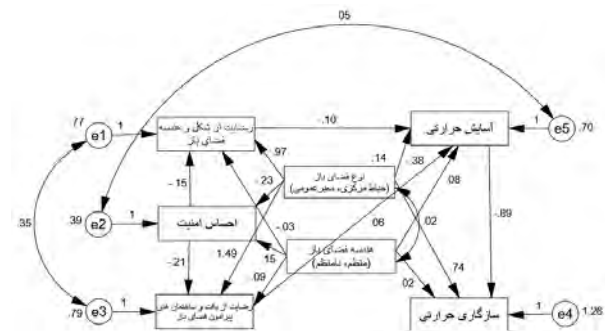 .05
.77
e1
1
رضایت از شکل و هندسه
فضای باز
-.10
آسایش حرارتی
1
e5
.70
.97
.14
-.38
-.15
-.23
نوع فضای باز
(حیاط مرکزی، معبرعمومی)
.08
.35
.39
e2
1
احساس امنیت
-.03
.06
.02
-.89
-.21
1.49
.15
هندسه فضای باز
(منظم، نامنظم)
.09
.74
.02
.79
e3
1
رضایت از بافت و ساختمان های
پیرامون فضای باز
سازگاری حرارتی
1
e4
1.28